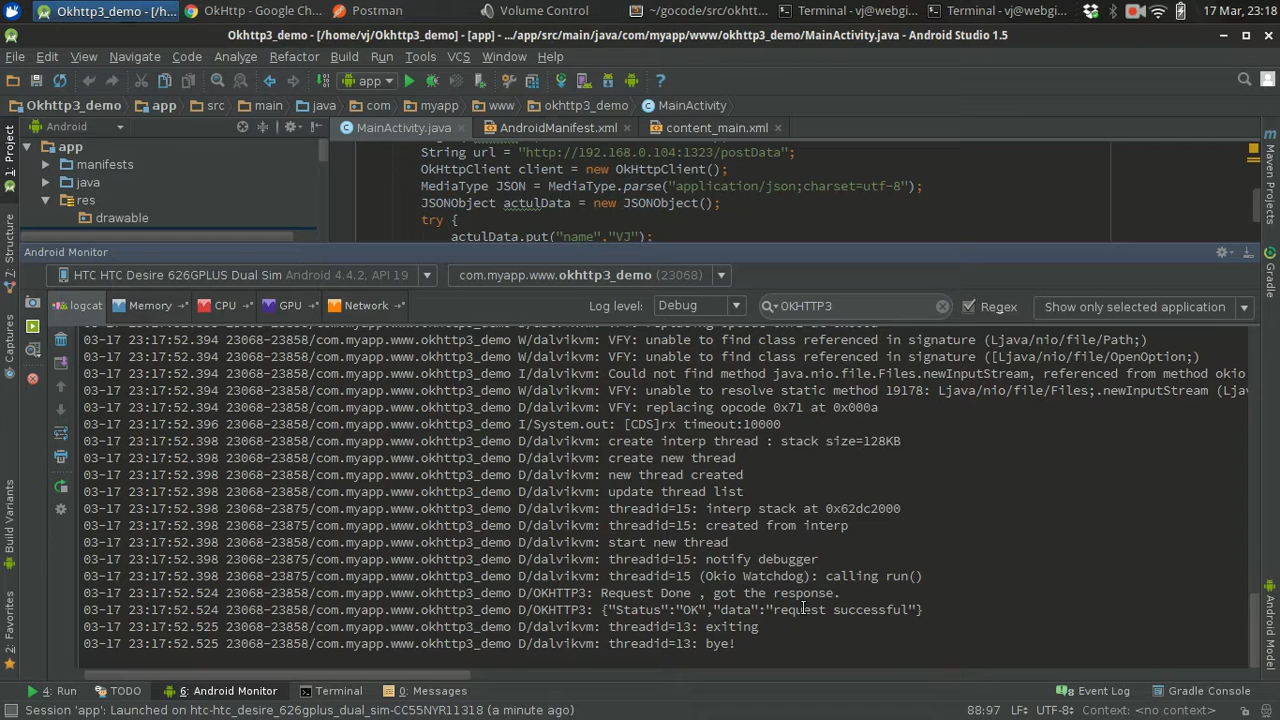 Okhttp3_demo - [/h...
OkHttp - Google Ch...
Postman
Volume Control
~/gocode/src/okhtt...
Terminal - vj@webgi...
Terminal - vj@webgi...
17 Mar, 23:18
Okhttp3_demo - [/home/vj/Okhttp3_demo] - [app] - .../app/src/main/java/com/myapp/www/okhttp3_demo/MainActivity.java - Android Studio 1.5
File Edit View Navigate Code Analyze Refactor Build Run Tools VCS Window Help
app
Okhttp3_demo app src main java com myapp www okhttp3_demo MainActivity
1: Project
7: Structure
Captures
Build Variants
2: Favorites
Android
app
manifests
java
res
drawable
MainActivity.java
AndroidManifest.xml
content_main.xml
String url = "http://192.168.0.104:1323/postData";
OkHttpClient client = new OkHttpClient();
MediaType JSON = MediaType.parse("application/json;charset=utf-8");
JSONObject actulData = new JSONObject();
try {
actulData.put("name","VJ");
Maven Projects
Gradle
Android Model
Android Monitor
HTC HTC Desire 626GPLUS Dual Sim Android 4.4.2, API 19
com.myapp.www.okhttp3_demo (23068)
logcat
Memory
CPU
GPU
Network
Log level:
Debug
OKHTTP3
Regex
Show only selected application
03-17 23:17:52.394 23068-23858/com.myapp.www.okhttp3_demo W/dalvikvm: VFY: unable to find class referenced in signature (Ljava/nio/file/Path;)
03-17 23:17:52.394 23068-23858/com.myapp.www.okhttp3_demo W/dalvikvm: VFY: unable to find class referenced in signature ([Ljava/nio/file/OpenOption;)
03-17 23:17:52.394 23068-23858/com.myapp.www.okhttp3_demo I/dalvikvm: Could not find method java.nio.file.Files.newInputStream, referenced from method okio
03-17 23:17:52.394 23068-23858/com.myapp.www.okhttp3_demo W/dalvikvm: VFY: unable to resolve static method 19178: Ljava/nio/file/Files;.newInputStream (Ljav
03-17 23:17:52.394 23068-23858/com.myapp.www.okhttp3_demo D/dalvikvm: VFY: replacing opcode 0x71 at 0x000a
03-17 23:17:52.396 23068-23858/com.myapp.www.okhttp3_demo I/System.out: [CDS]rx timeout:10000
03-17 23:17:52.398 23068-23858/com.myapp.www.okhttp3_demo D/dalvikvm: create interp thread : stack size=128KB
03-17 23:17:52.398 23068-23858/com.myapp.www.okhttp3_demo D/dalvikvm: create new thread
03-17 23:17:52.398 23068-23858/com.myapp.www.okhttp3_demo D/dalvikvm: new thread created
03-17 23:17:52.398 23068-23858/com.myapp.www.okhttp3_demo D/dalvikvm: update thread list
03-17 23:17:52.398 23068-23875/com.myapp.www.okhttp3_demo D/dalvikvm: threadid=15: interp stack at 0x62dc2000
03-17 23:17:52.398 23068-23875/com.myapp.www.okhttp3_demo D/dalvikvm: threadid=15: created from interp
03-17 23:17:52.398 23068-23858/com.myapp.www.okhttp3_demo D/dalvikvm: start new thread
03-17 23:17:52.398 23068-23875/com.myapp.www.okhttp3_demo D/dalvikvm: threadid=15: notify debugger
03-17 23:17:52.398 23068-23875/com.myapp.www.okhttp3_demo D/dalvikvm: threadid=15 (Okio Watchdog): calling run()
03-17 23:17:52.524 23068-23858/com.myapp.www.okhttp3_demo D/OKHTTP3: Request Done , got the response.
03-17 23:17:52.524 23068-23858/com.myapp.www.okhttp3_demo D/OKHTTP3: {"Status":"OK","data":"request successful"}
03-17 23:17:52.525 23068-23858/com.myapp.www.okhttp3_demo D/dalvikvm: threadid=13: exiting
03-17 23:17:52.525 23068-23858/com.myapp.www.okhttp3_demo D/dalvikvm: threadid=13: bye!
4: Run
TODO
6: Android Monitor
Terminal
0: Messages
8 Event Log
Gradle Console
Session 'app': Launched on htc-htc_desire_626gplus_dual_sim-CC55NYR11318 (a minute ago)
88:97 LF÷ UTF-8÷ Context: <no context>